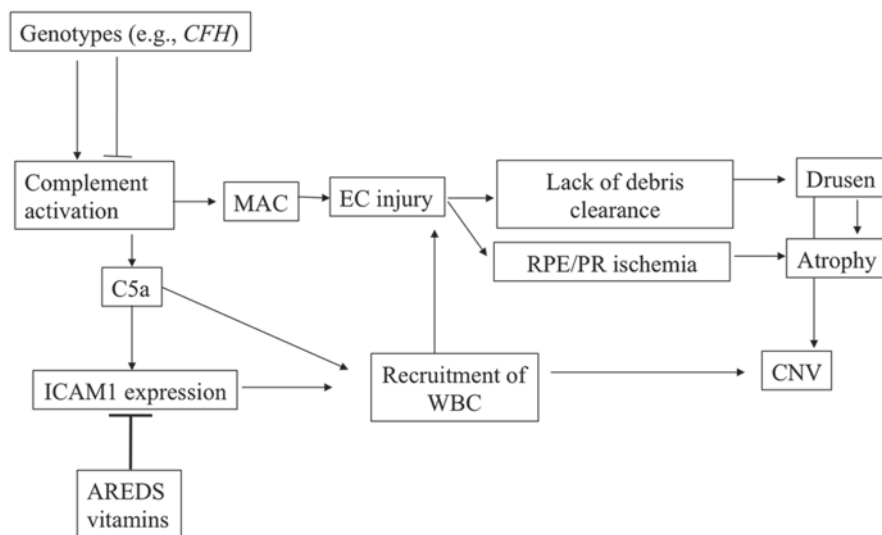 Genotypes (e.g., CFH)
Complement
activation
MAC
EC injury
Lack of debris
clearance
Drusen
RPE/PR ischemia
Atrophy
C5a
ICAM1 expression
Recruitment of
WBC
CNV
AREDS
vitamins